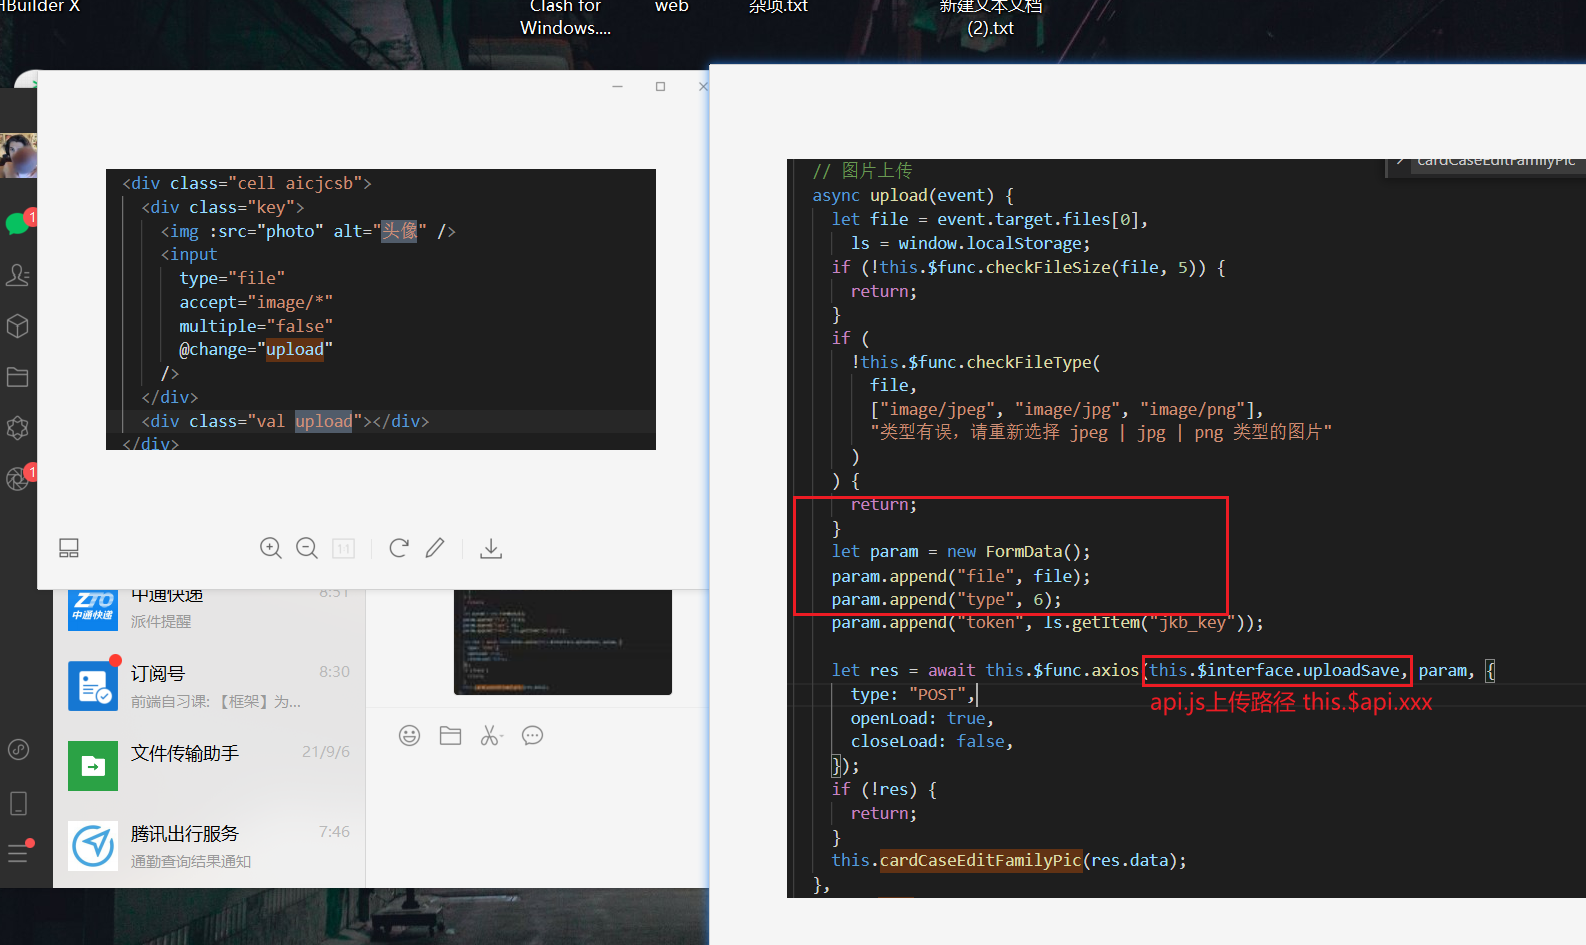 HBuilder X
Clash for
Windows....
web
杂项.txt
新建文本文档
(2).txt
<div class="cell aicjcsb">
<div class="key">
<img :src="photo" alt="头像" />
<input
type="file"
accept="image/*"
multiple="false"
@change="upload"
/>
</div>
<div class="val upload"></div>
</div>
1:1
1
1
中通快递
8:51
派件提醒
ZTO
中通快递
订阅号
8:30
前端自习课: 【框架】为...
文件传输助手
21/9/6
腾讯出行服务
7:46
通勤查询结果通知
cardCaseEditFamilyPic
// 图片上传
async upload(event) {
let file = event.target.files[0],
ls = window.localStorage;
if (!this.$func.checkFileSize(file, 5)) {
return;
}
if (
!this.$func.checkFileType(
file,
["image/jpeg", "image/jpg", "image/png"],
"类型有误，请重新选择 jpeg | jpg | png 类型的图片"
)
) {
return;
}
let param = new FormData();
param.append("file", file);
param.append("type", 6);
param.append("token", ls.getItem("jkb_key"));
let res = await this.$func.axios(this.$interface.uploadSave, param, {
type: "POST",
api.js上传路径 this.$api.xxx
openLoad: true,
closeLoad: false,
});
if (!res) {
return;
}
this.cardCaseEditFamilyPic(res.data);
},